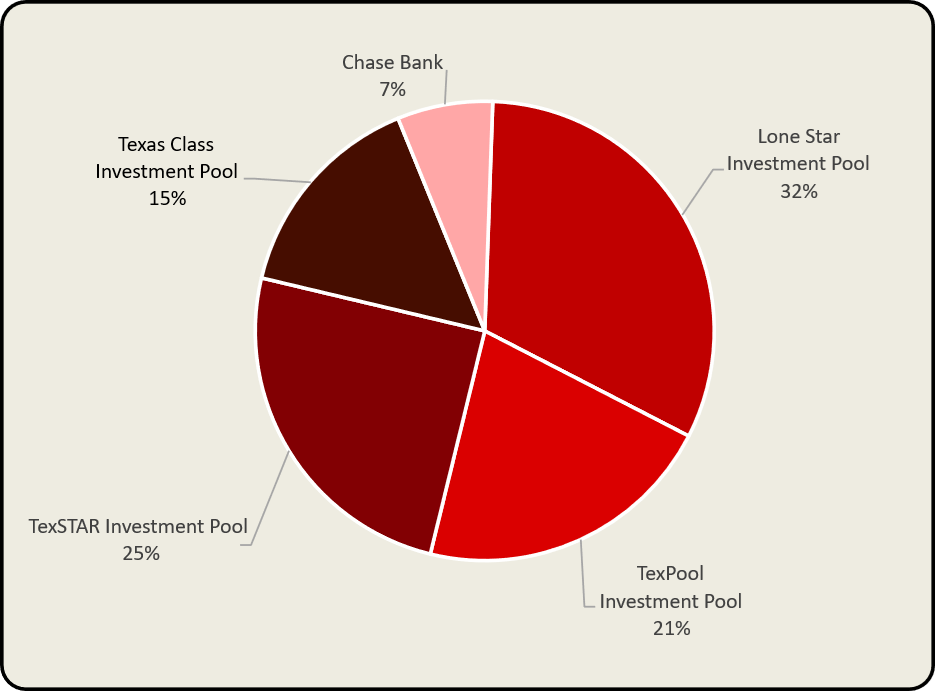 Chase Bank
7%
Lone Star
Investment Pool
32%
Texas Class
Investment Pool
15%
TexSTAR Investment Pool
25%
TexPool
Investment Pool
21%